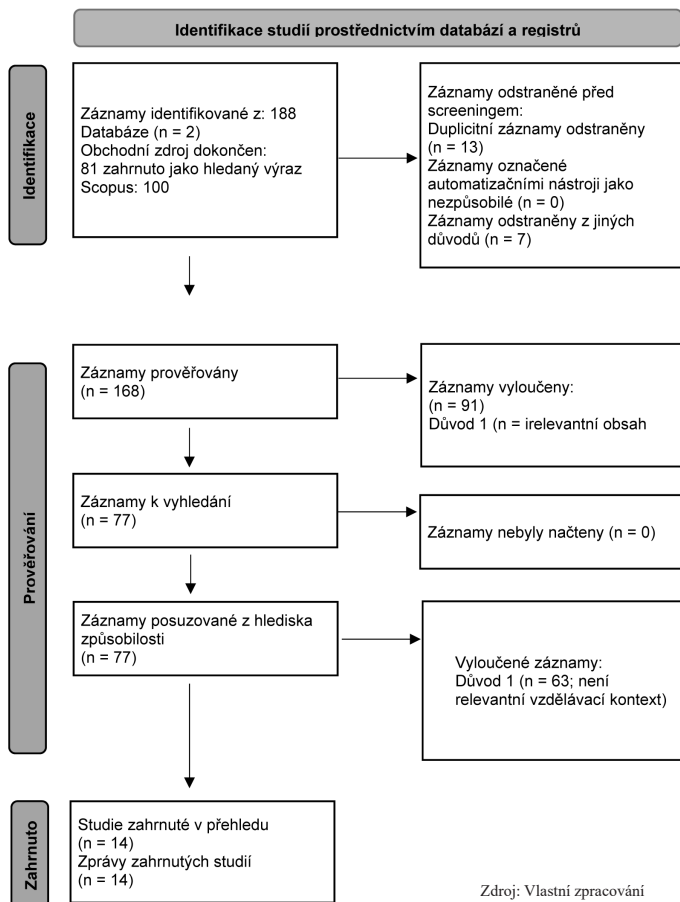 Identifikace studií prostřednictvím databází a registrů
Identifikace
Záznamy identifikované z: 188
Databáze (n = 2)
Obchodní zdroj dokončen:
81 zahrnuto jako hledaný výraz
Scopus: 100
Záznamy odstraněné před
screeningem:
Duplicitní záznamy odstraněny
(n = 13)
Záznamy označené
automatizačními nástroji jako
nezpůsobilé (n = 0)
Záznamy odstraněny z jiných
důvodů (n = 7)
Prověřování
Záznamy prověřovány
(n = 168)
Záznamy vyloučeny:
(n = 91)
Důvod 1 (n = irelevantní obsah
Záznamy k vyhledání
(n = 77)
Záznamy nebyly načteny (n = 0)
Záznamy posuzované z hlediska
způsobilosti
(n = 77)
Vyloučené záznamy:
Důvod 1 (n = 63; není
relevantní vzdělávací kontext)
Zahrnuto
Studie zahrnuté v přehledu
(n = 14)
Zprávy zahrnutých studií
(n = 14)
Zdroj: Vlastní zpracování